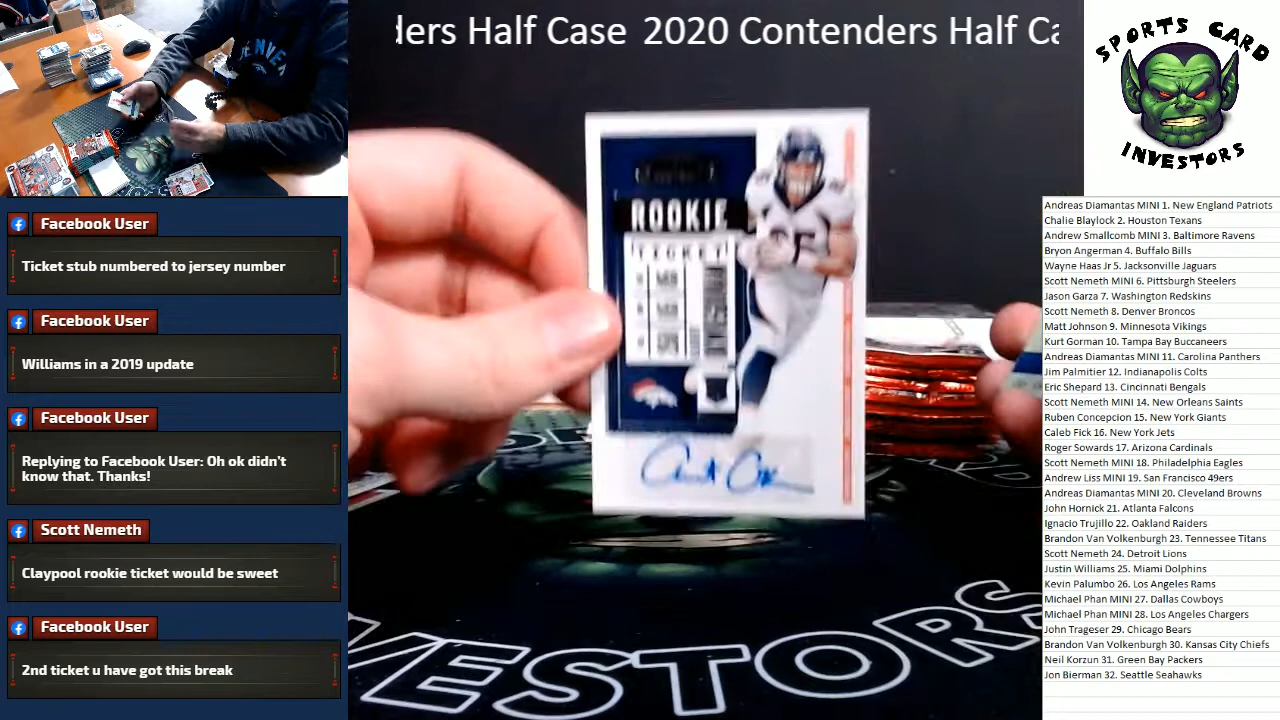 ders Half Case 2020 Contenders Half Ca
SPORTS CARD
INVESTORS
Facebook User
Ticket stub numbered to jersey number
Facebook User
Williams in a 2019 update
Facebook User
Replying to Facebook User: Oh ok didn't
know that. Thanks!
Scott Nemeth
Claypool rookie ticket would be sweet
Facebook User
2nd ticket u have got this break
ROOKIE
TICKET
VESTORS
Andreas Diamantas MINI 1. New England Patriots
Chalie Blaylock 2. Houston Texans
Andrew Smallcomb MINI 3. Baltimore Ravens
Bryon Angerman 4. Buffalo Bills
Wayne Haas Jr 5. Jacksonville Jaguars
Scott Nemeth MINI 6. Pittsburgh Steelers
Jason Garza 7. Washington Redskins
Scott Nemeth 8. Denver Broncos
Matt Johnson 9. Minnesota Vikings
Kurt Gorman 10. Tampa Bay Buccaneers
Andreas Diamantas MINI 11. Carolina Panthers
Jim Palmitier 12. Indianapolis Colts
Eric Shepard 13. Cincinnati Bengals
Scott Nemeth MINI 14. New Orleans Saints
Ruben Concepcion 15. New York Giants
Caleb Fick 16. New York Jets
Roger Sowards 17. Arizona Cardinals
Scott Nemeth MINI 18. Philadelphia Eagles
Andrew Liss MINI 19. San Francisco 49ers
Andreas Diamantas MINI 20. Cleveland Browns
John Hornick 21. Atlanta Falcons
Ignacio Trujillo 22. Oakland Raiders
Brandon Van Volkenburgh 23. Tennessee Titans
Scott Nemeth 24. Detroit Lions
Justin Williams 25. Miami Dolphins
Kevin Palumbo 26. Los Angeles Rams
Michael Phan MINI 27. Dallas Cowboys
Michael Phan MINI 28. Los Angeles Chargers
John Trageser 29. Chicago Bears
Brandon Van Volkenburgh 30. Kansas City Chiefs
Neil Korzun 31. Green Bay Packers
Jon Bierman 32. Seattle Seahawks